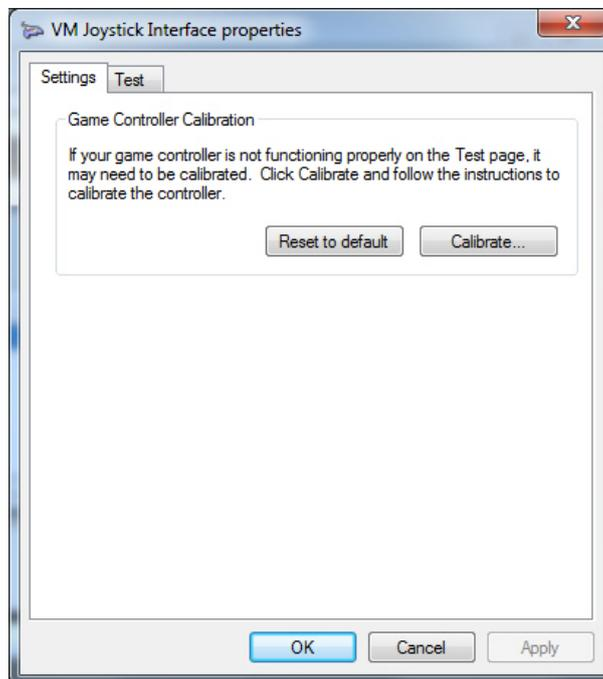 VM Joystick Interface properties
Settings
Test
Game Controller Calibration
If your game controller is not functioning properly on the Test page, it
may need to be calibrated.  Click Calibrate and follow the instructions to
calibrate the controller.
Reset to default
Calibrate...
OK
Cancel
Apply